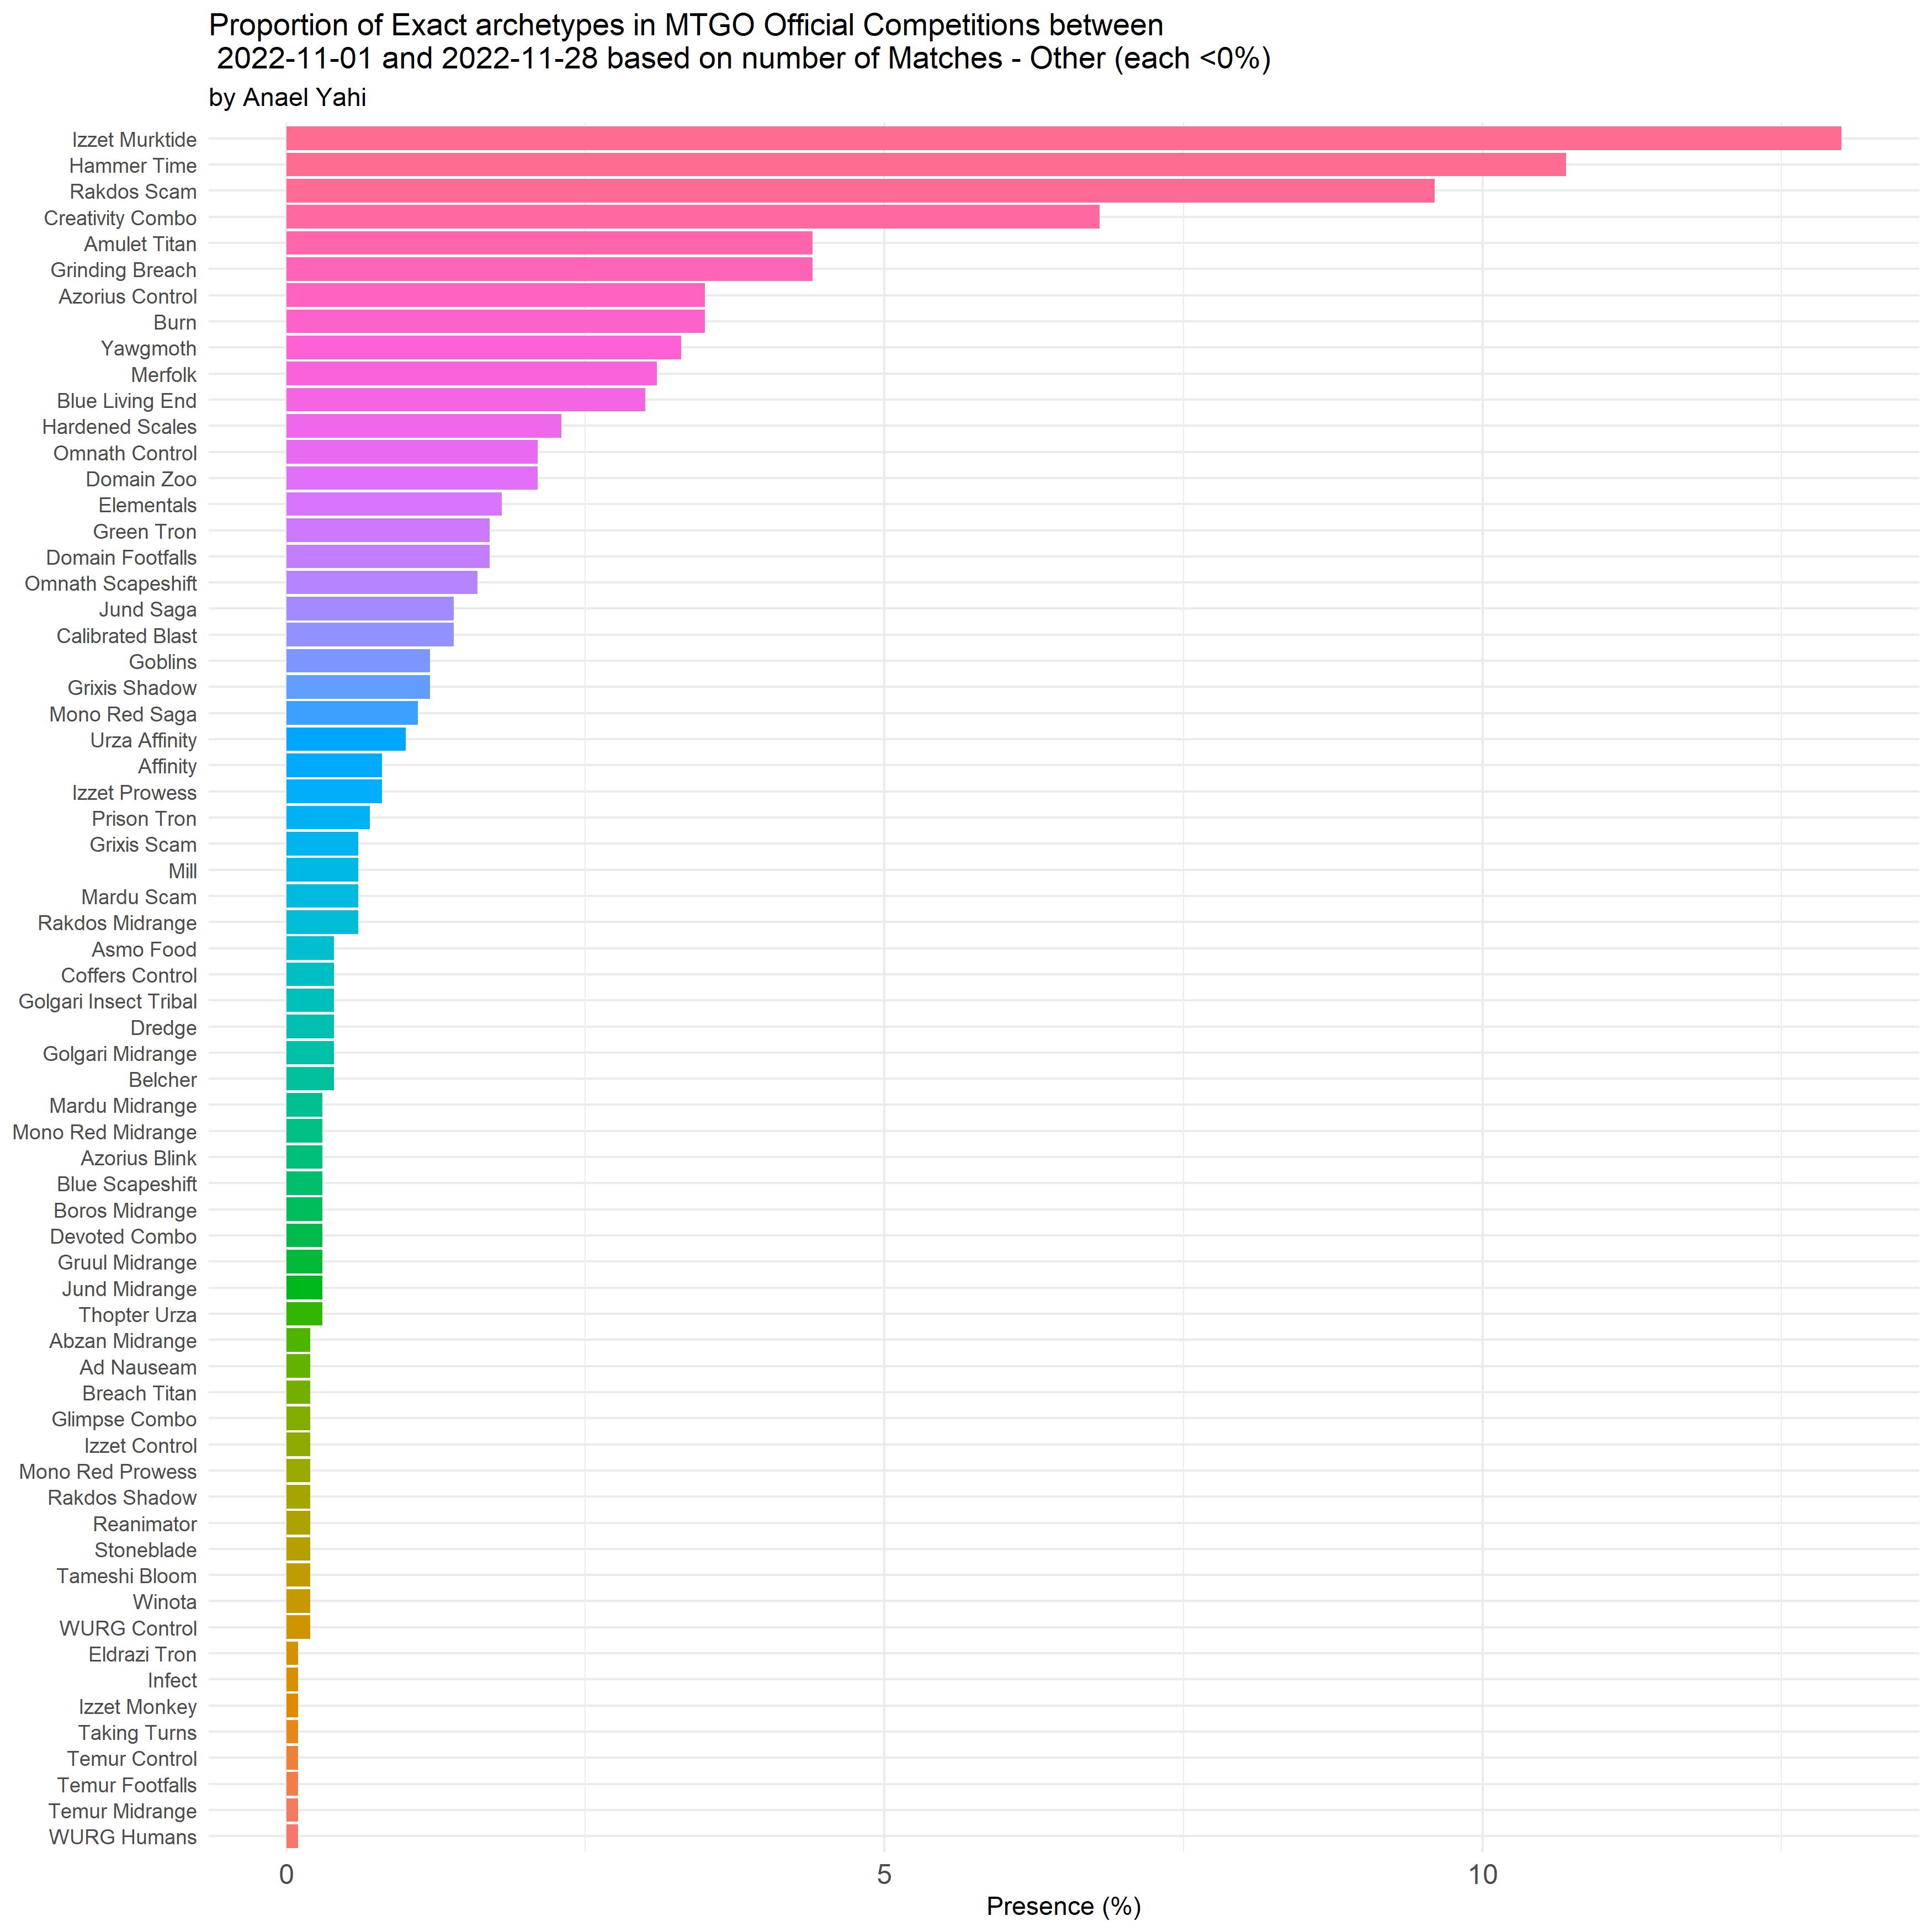 Proportion of Exact archetypes in MTGO Official Competitions between
2022-11-01 and 2022-11-28 based on number of Matches - Other (each <0%)
by Anael Yahi
Izzet Murktide
Hammer Time
Rakdos Scam
Creativity Combo
Amulet Titan
Grinding Breach
Azorius Control
Burn
Yawgmoth
Merfolk
Blue Living End
Hardened Scales
Omnath Control
Domain Zoo
Elementals
Green Tron
Domain Footfalls
Omnath Scapeshift
Jund Saga
Calibrated Blast
Goblins
Grixis Shadow
Mono Red Saga
Urza Affinity
Affinity
Izzet Prowess
Prison Tron
Grixis Scam
Mill
Mardu Scam
Rakdos Midrange
Asmo Food
Coffers Control
Golgari Insect Tribal
Dredge
Golgari Midrange
Belcher
Mardu Midrange
Mono Red Midrange
Azorius Blink
Blue Scapeshift
Boros Midrange
Devoted Combo
Gruul Midrange
Jund Midrange
Thopter Urza
Abzan Midrange
Ad Nauseam
Breach Titan
Glimpse Combo
Izzet Control
Mono Red Prowess
Rakdos Shadow
Reanimator
Stoneblade
Tameshi Bloom
Winota
WURG Control
Eldrazi Tron
Infect
Izzet Monkey
Taking Turns
Temur Control
Temur Footfalls
Temur Midrange
WURG Humans
0 5 10
Presence (%)